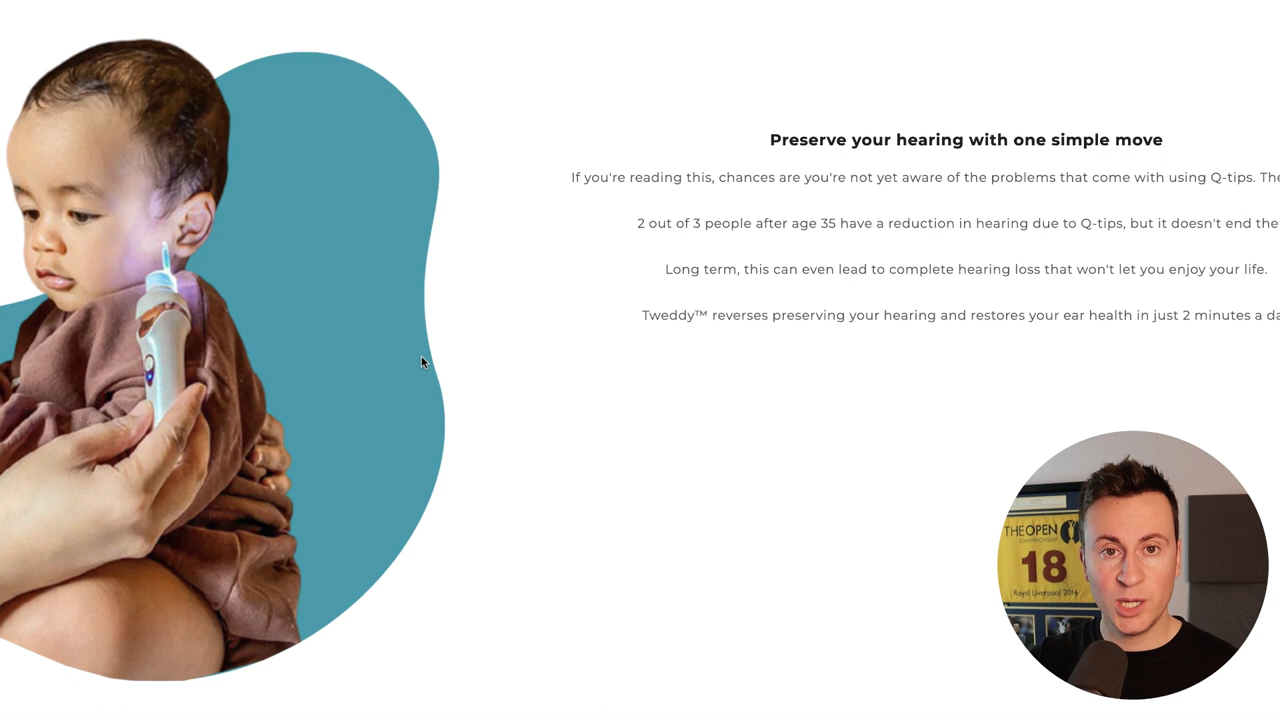 Preserve your hearing with one simple move
If you're reading this, chances are you're not yet aware of the problems that come with using Q-tips. The
2 out of 3 people after age 35 have a reduction in hearing due to Q-tips, but it doesn't end the
Long term, this can even lead to complete hearing loss that won't let you enjoy your life.
Tweddy™ reverses preserving your hearing and restores your ear health in just 2 minutes a da
THE OPEN
CHAMPIONSHIP
18
Royal Liverpool 2014